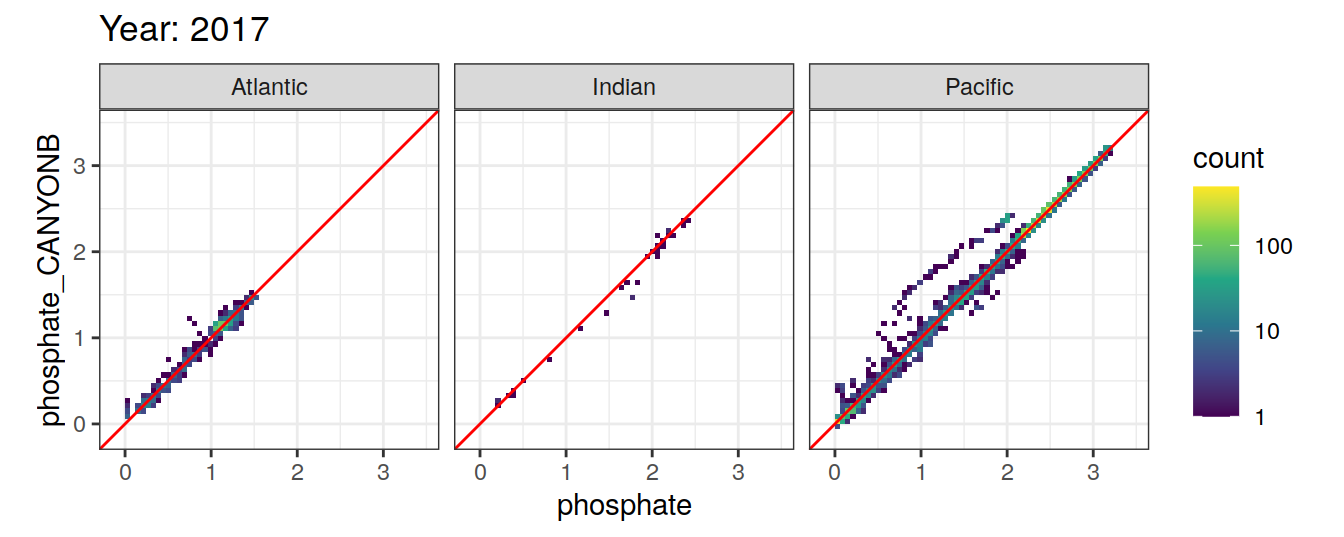 Year: 2017
Atlantic
Indian
Pacific
phosphate_CANYONB
3
2
1
0
0 1 2 3
0 1 2 3
0 1 2 3
phosphate
count
100
10
1